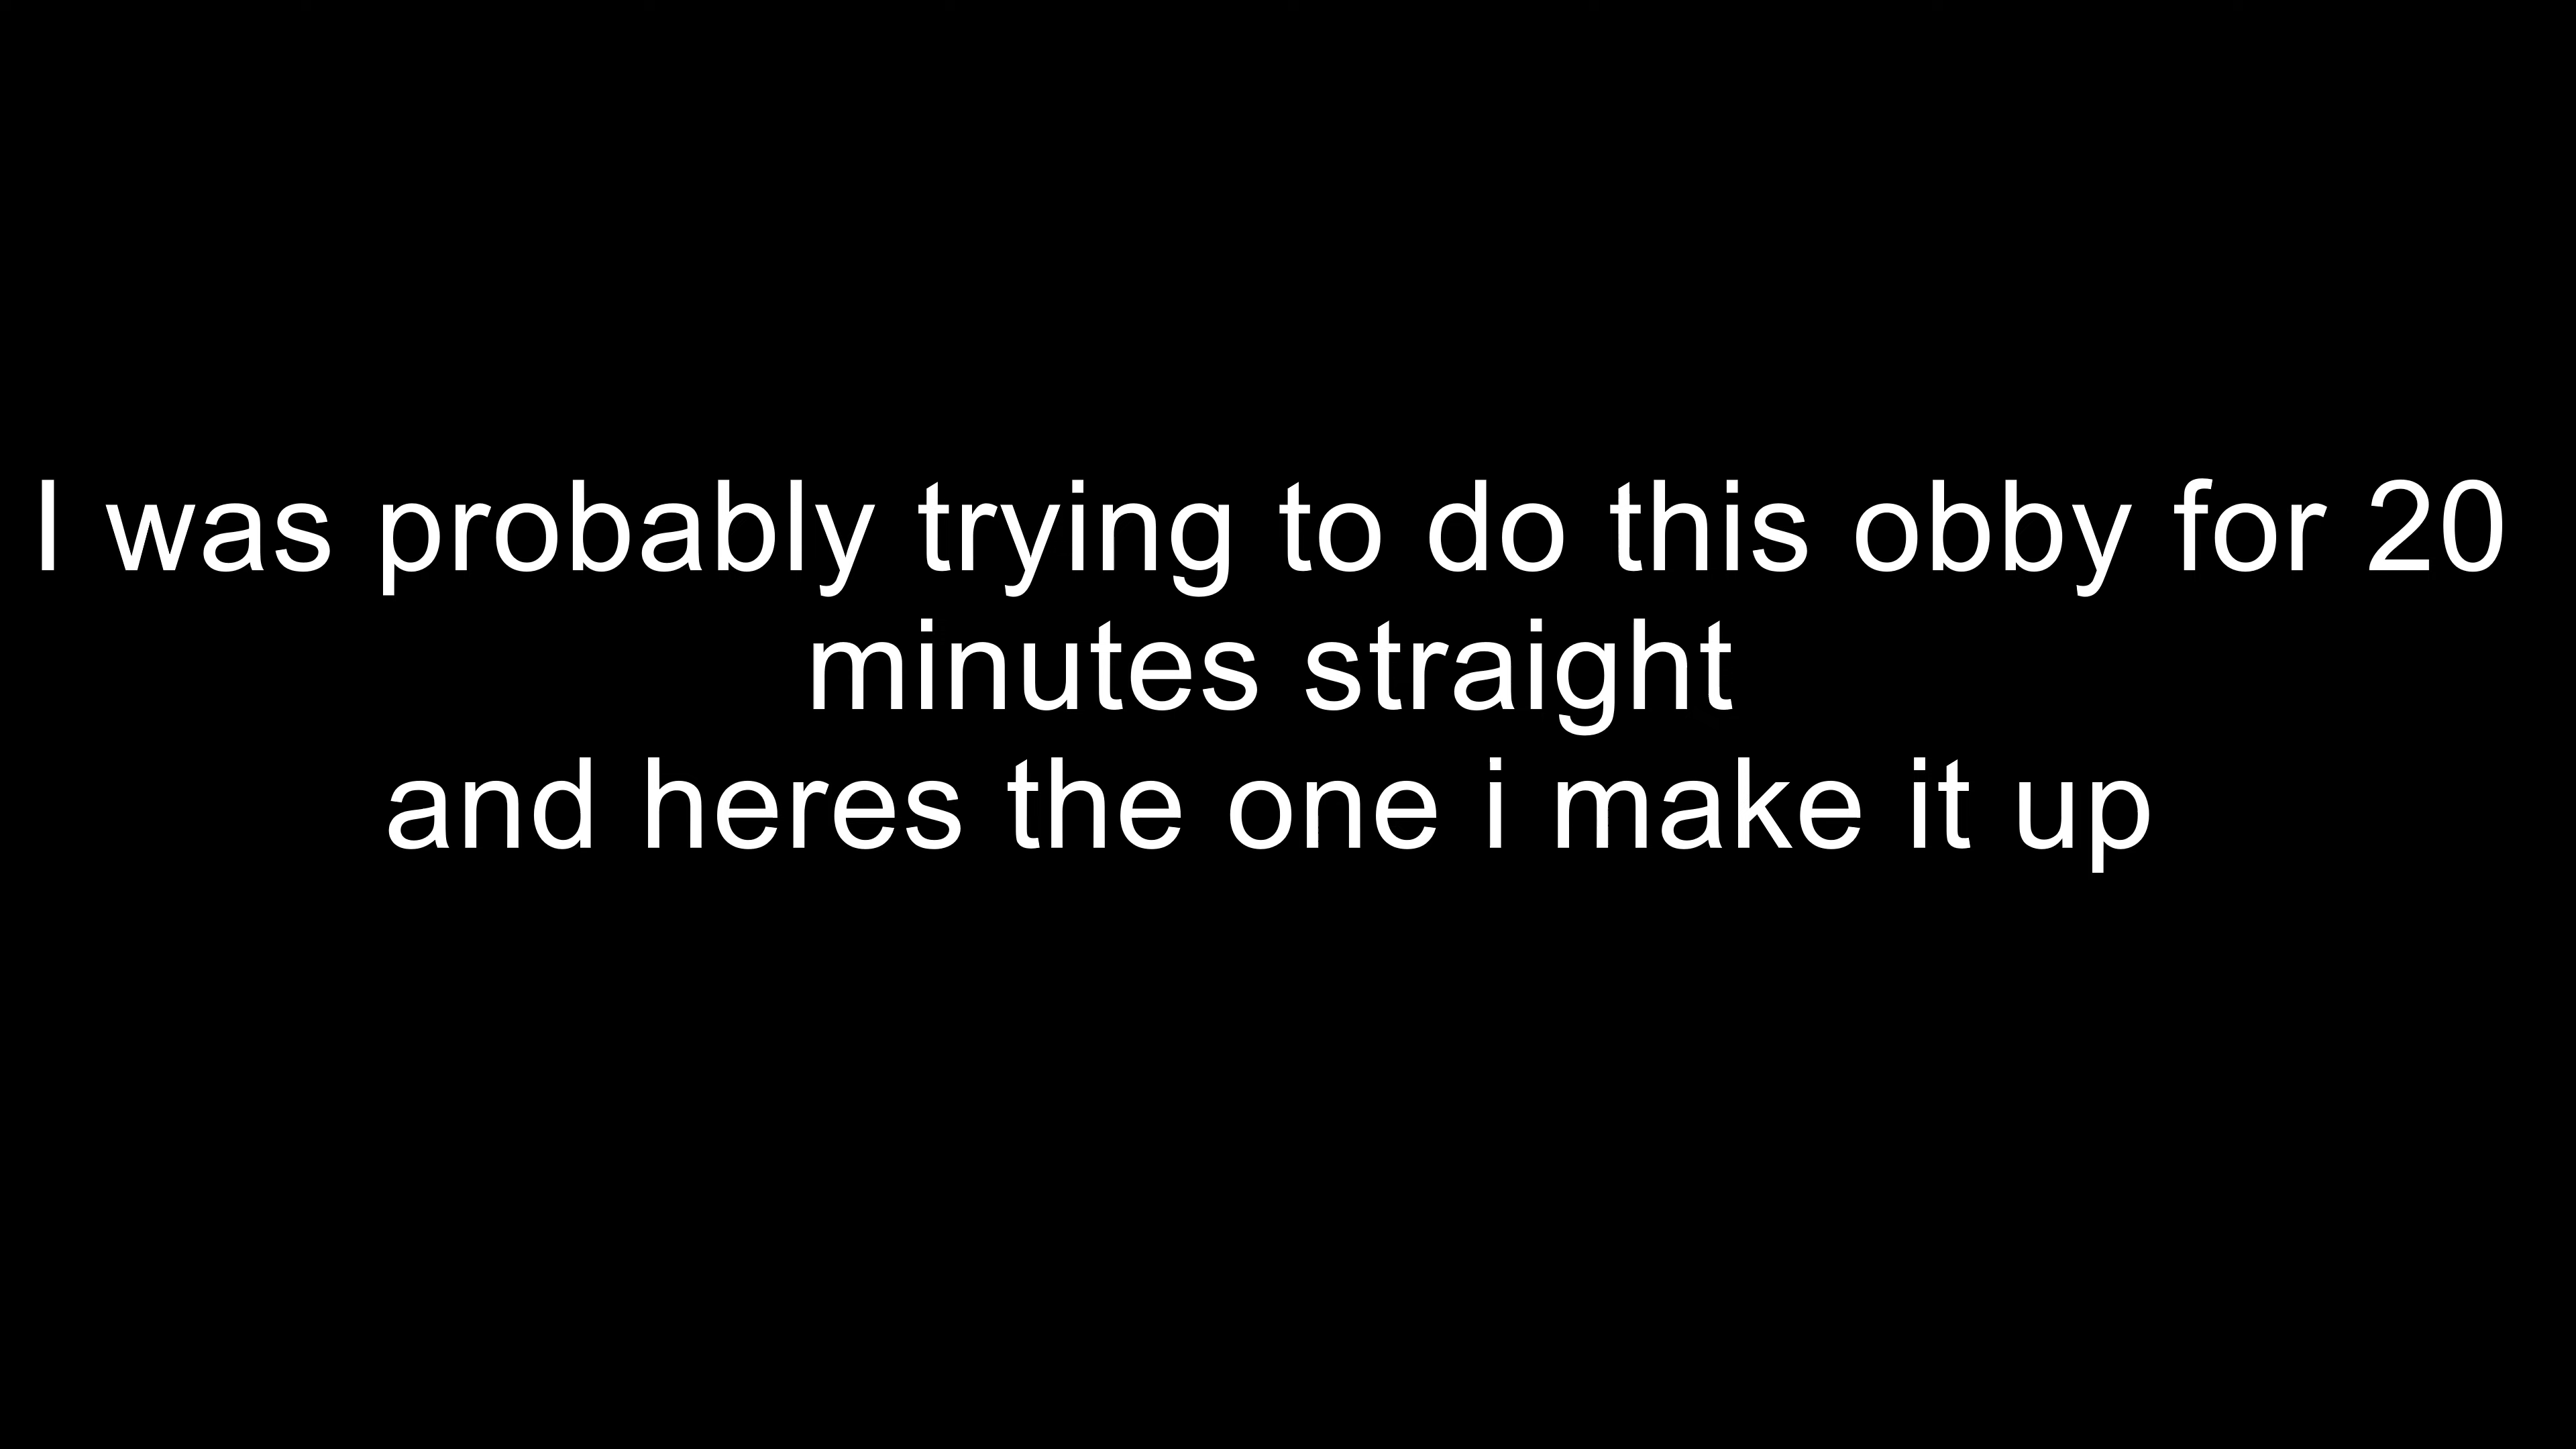 I was probably trying to do this obby for 20
minutes straight
and heres the one i make it up